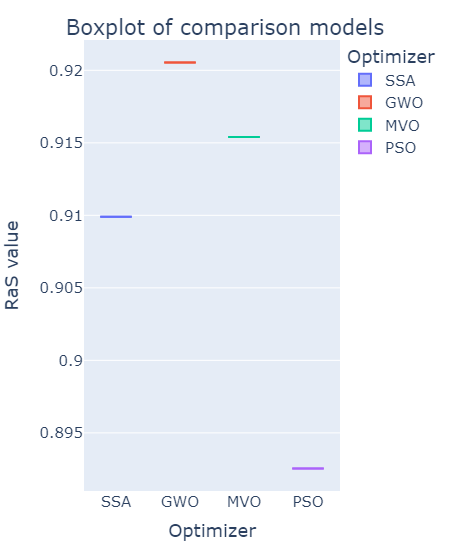 Boxplot of comparison models
Optimizer
SSA
GWO
MVO
PSO
RaS value
0.92
0.915
0.91
0.905
0.9
0.895
SSA GWO MVO PSO
Optimizer